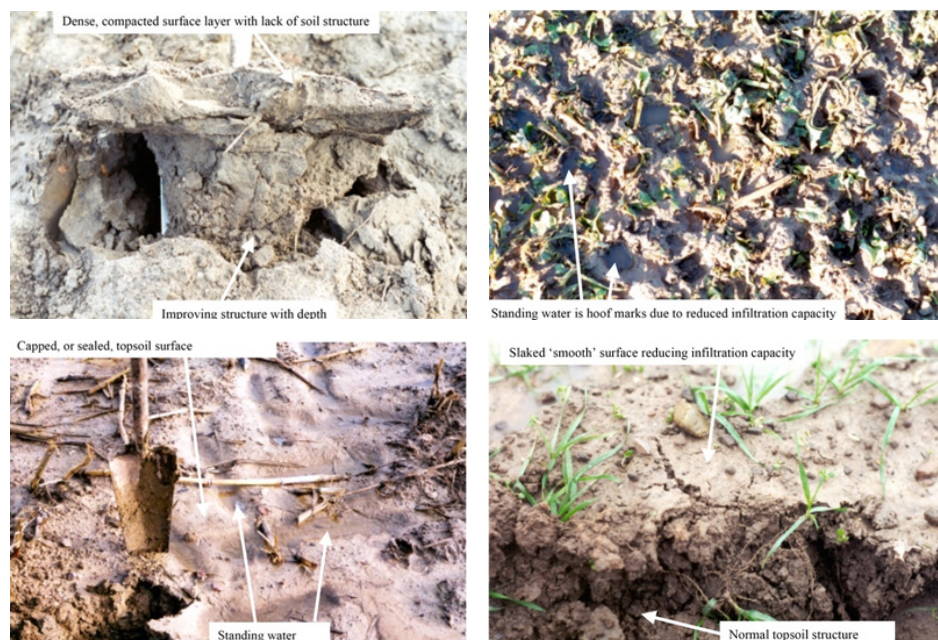 Dense, compacted surface layer with lack of soil structure
Improving structure with depth
Standing water is hoof marks due to reduced infiltration capacity
Capped, or sealed, topsoil surface
Standing water
Slaked ‘smooth’ surface reducing infiltration capacity
Normal topsoil structure